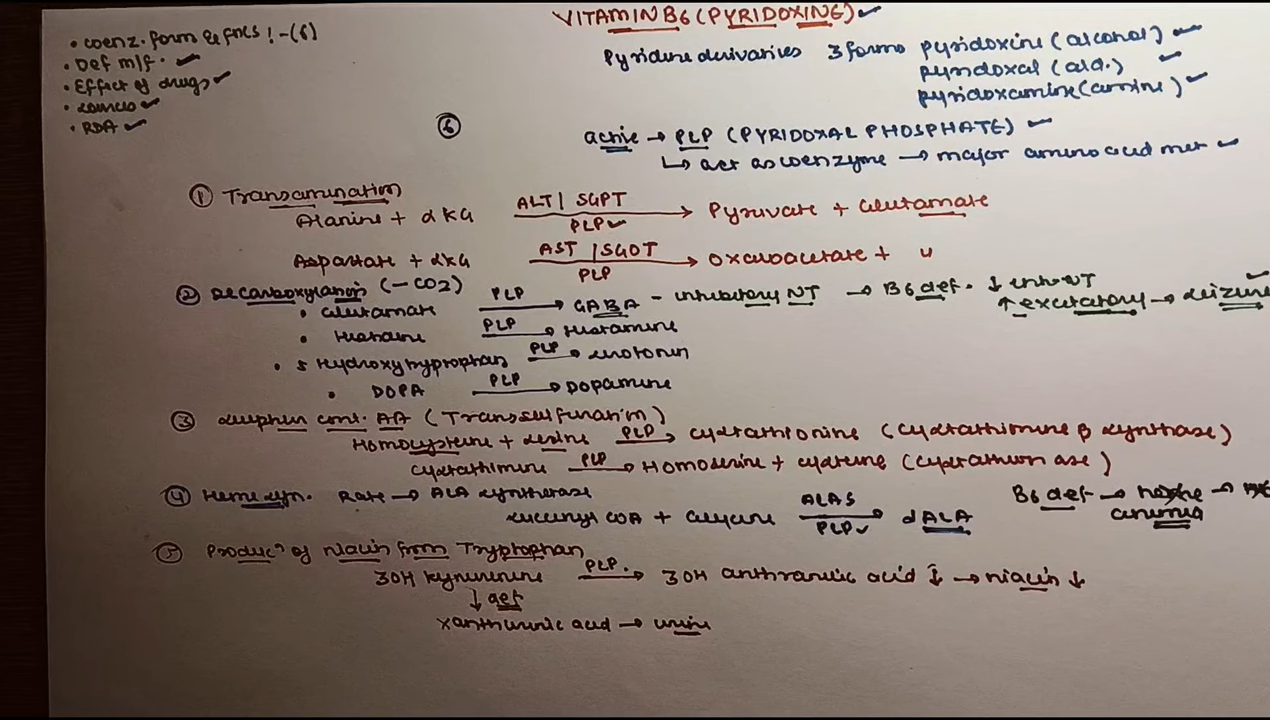 VITAMIN B6 (PYRIDOXINE)
• coenz. form & fncs ! - (6)
• Def m/f.
• Effect of drugs
• sources
• RDA
Pyridine derivatives 3 forms pyridoxine (alcohol)
pyridoxal (ald.)
pyridoxamine (amine)
⑥
active → PLP (PYRIDOXAL PHOSPHATE)
↳ act as coenzyme → major amino acid met
① Transamination
Alanine + αKG ALT | SGPT PLP → Pyruvate + Glutamate
Aspartate + αKG AST | SGOT PLP → oxaloacetate + "
② Decarboxylation (- CO2)
• Glutamate PLP → GABA - inhibitory NT → B6 def. ↓ inh. NT
↑ excitatory → seizure
• Histidine PLP → Histamine
• 5 Hydroxytryptophan PLP → serotonin
• DOPA PLP → Dopamine
③ sulphur cont. AA (Transsulfuration)
Homocysteine + serine PLP → cystathionine (cystathionine β synthase)
cystathionine PLP → Homoserine + cysteine (cystathionase)
④ Heme syn. Rate → ALA synthetase
succinyl COA + Glycine ALAS PLP → dALA
B6 def → →
anemia
⑤ Producⁿ of niacin from Tryptophan
3OH kynurenine PLP. → 3OH anthranilic acid ↓ → niacin ↓
↓ def
xanthurenic acid → urine